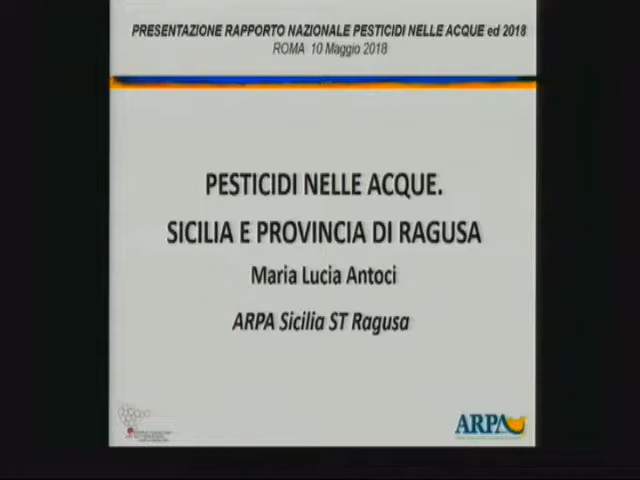 PRESENTAZIONE RAPPORTO NAZIONALE PESTICIDI NELLE ACQUE ed 2018
ROMA 10 Maggio 2018
PESTICIDI NELLE ACQUE.
SICILIA E PROVINCIA DI RAGUSA
Maria Lucia Antoci
ARPA Sicilia ST Ragusa
ARPA